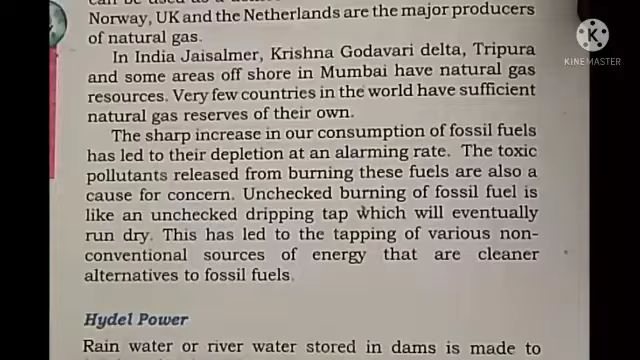 Norway, UK and the Netherlands are the major producers
of natural gas.
In India Jaisalmer, Krishna Godavari delta, Tripura
and some areas off shore in Mumbai have natural gas
resources. Very few countries in the world have sufficient
natural gas reserves of their own.
The sharp increase in our consumption of fossil fuels
has led to their depletion at an alarming rate. The toxic
pollutants released from burning these fuels are also a
cause for concern. Unchecked burning of fossil fuel is
like an unchecked dripping tap which will eventually
run dry. This has led to the tapping of various non-
conventional sources of energy that are cleaner
alternatives to fossil fuels.
Hydel Power
Rain water or river water stored in dams is made to
KINEMASTER